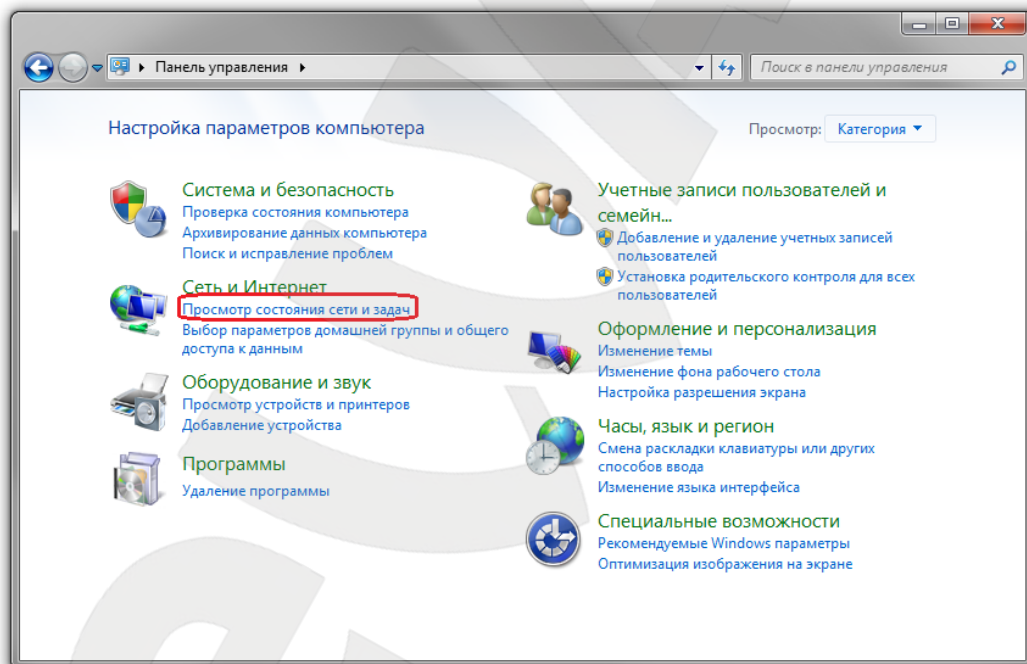 Панель управления
Поиск в панели управления
Настройка параметров компьютера
Просмотр: Категория
Система и безопасность
Проверка состояния компьютера
Архивирование данных компьютера
Поиск и исправление проблем
Сеть и Интернет
Просмотр состояния сети и задач
Выбор параметров домашней группы и общего
доступа к данным
Оборудование и звук
Просмотр устройств и принтеров
Добавление устройства
Программы
Удаление программы
Учетные записи пользователей и
семейн...
Добавление и удаление учетных записей
пользователей
Установка родительского контроля для всех
пользователей
Оформление и персонализация
Изменение темы
Изменение фона рабочего стола
Настройка разрешения экрана
Часы, язык и регион
Смена раскладки клавиатуры или других
способов ввода
Изменение языка интерфейса
Специальные возможности
Рекомендуемые Windows параметры
Оптимизация изображения на экране